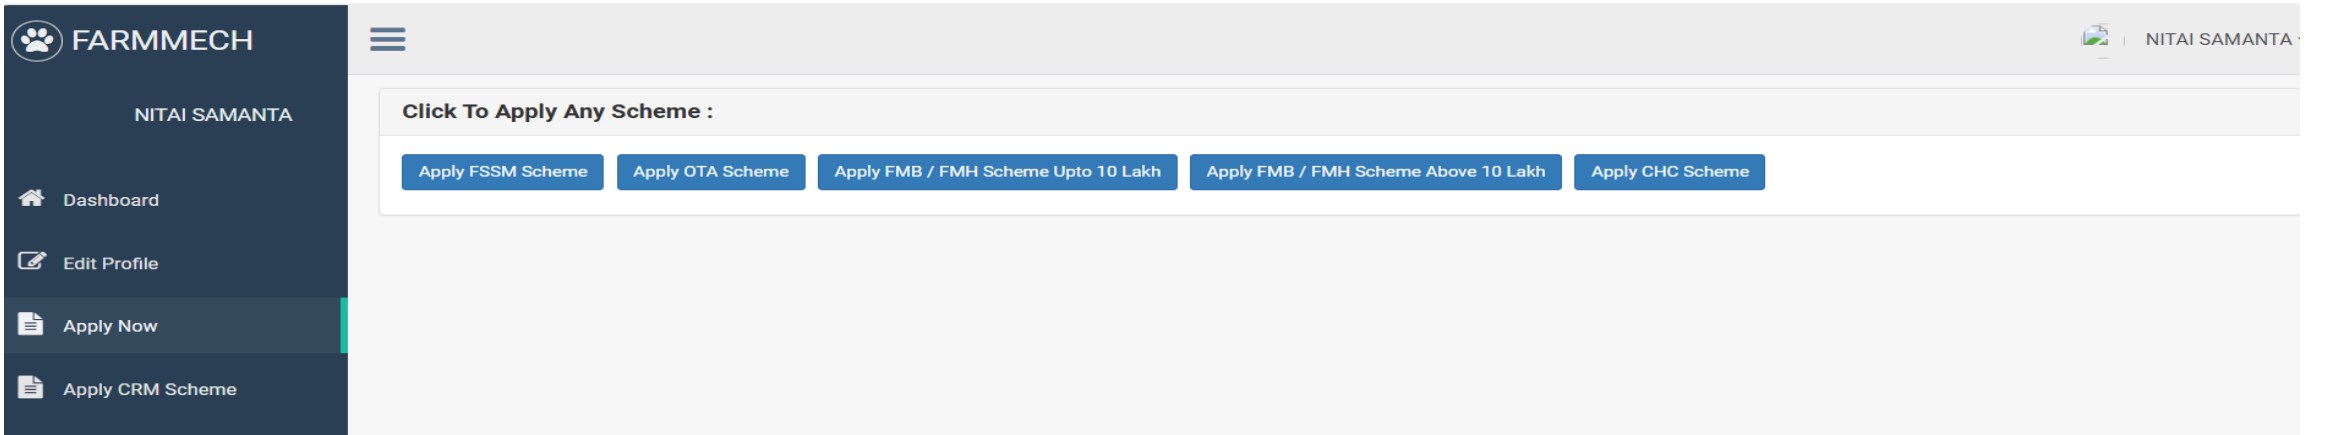 FARMMECH
NITAI SAMANTA
NITAI SAMANTA
Dashboard
Edit Profile
Apply Now
Apply CRM Scheme
Click To Apply Any Scheme :
Apply FSSM Scheme Apply OTA Scheme Apply FMB / FMH Scheme Upto 10 Lakh Apply FMB / FMH Scheme Above 10 Lakh Apply CHC Scheme